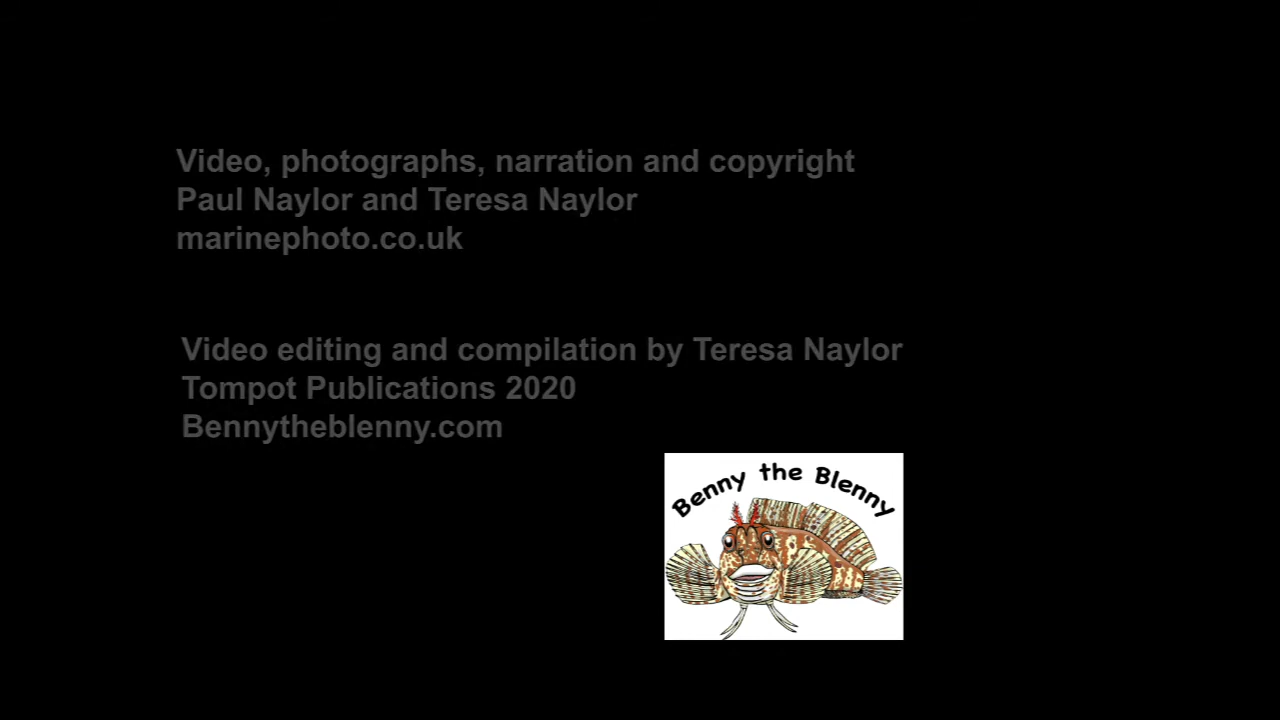 Video, photographs, narration and copyright
Paul Naylor and Teresa Naylor
marinephoto.co.uk
Video editing and compilation by Teresa Naylor
Tompot Publications 2020
Bennytheblenny.com
Benny the Blenny